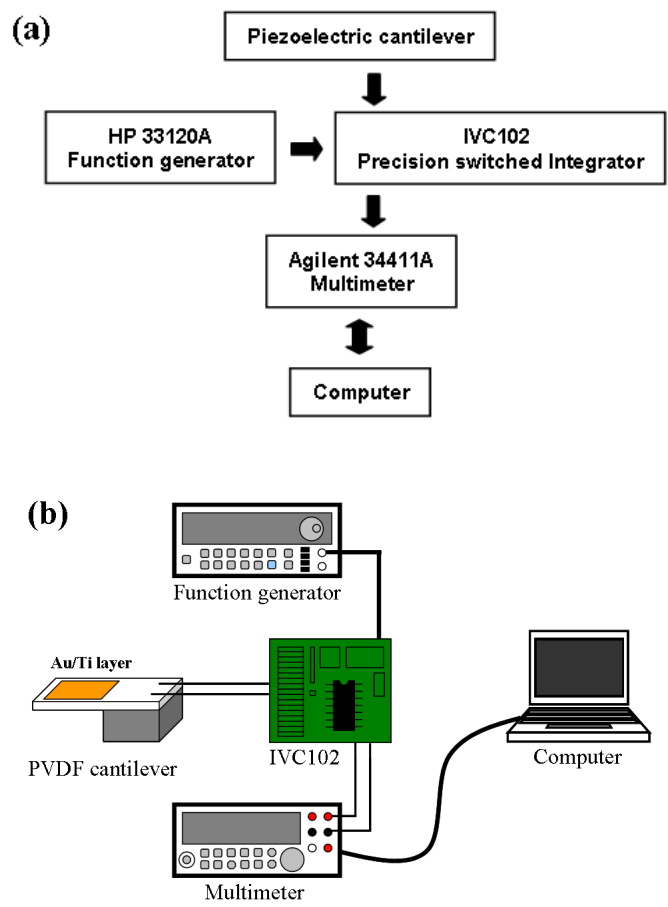 (a)
Piezoelectric cantilever
HP 33120A
Function generator
IVC102
Precision switched Integrator
Agilent 34411A
Multimeter
Computer
(b)
Function generator
Au/Ti layer
PVDF cantilever
IVC102
Computer
Multimeter